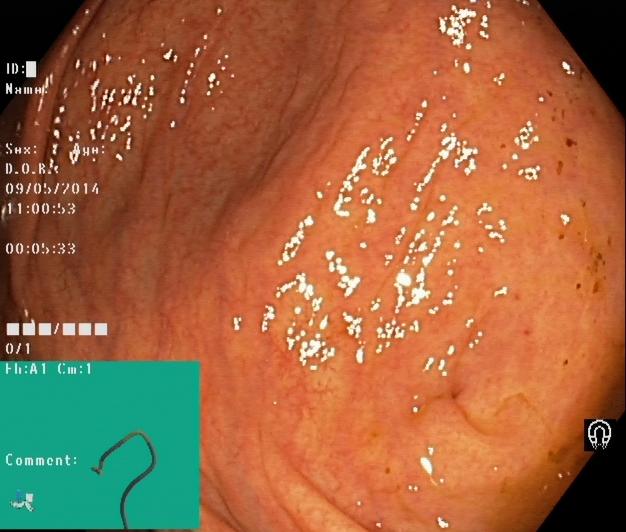 ID:
Name:
Sex: Age:
D.O.B.:
09/05/2014
11:00:53
00:05:33
/
0/1
Eh:A1 Cm:1
Comment: